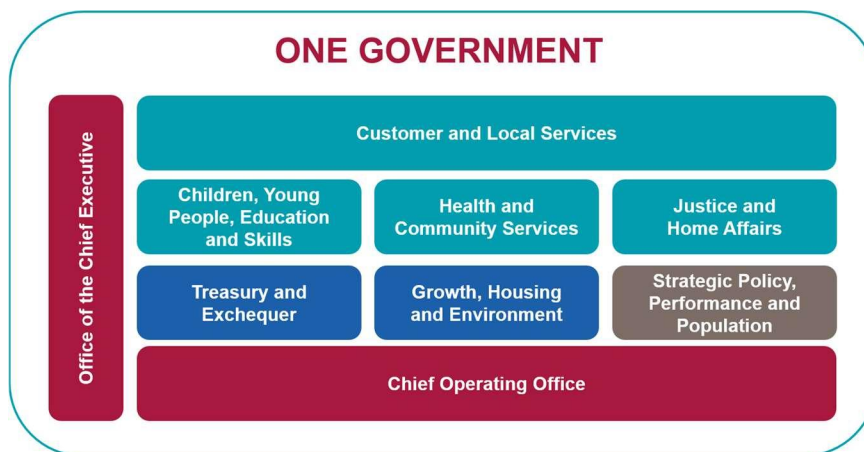 ONE GOVERNMENT
Office of the Chief Executive
Customer and Local Services
Children, Young
People, Education
and Skills
Health and
Community Services
Justice and
Home Affairs
Treasury and
Exchequer
Growth, Housing
and Environment
Strategic Policy,
Performance and
Population
Chief Operating Office